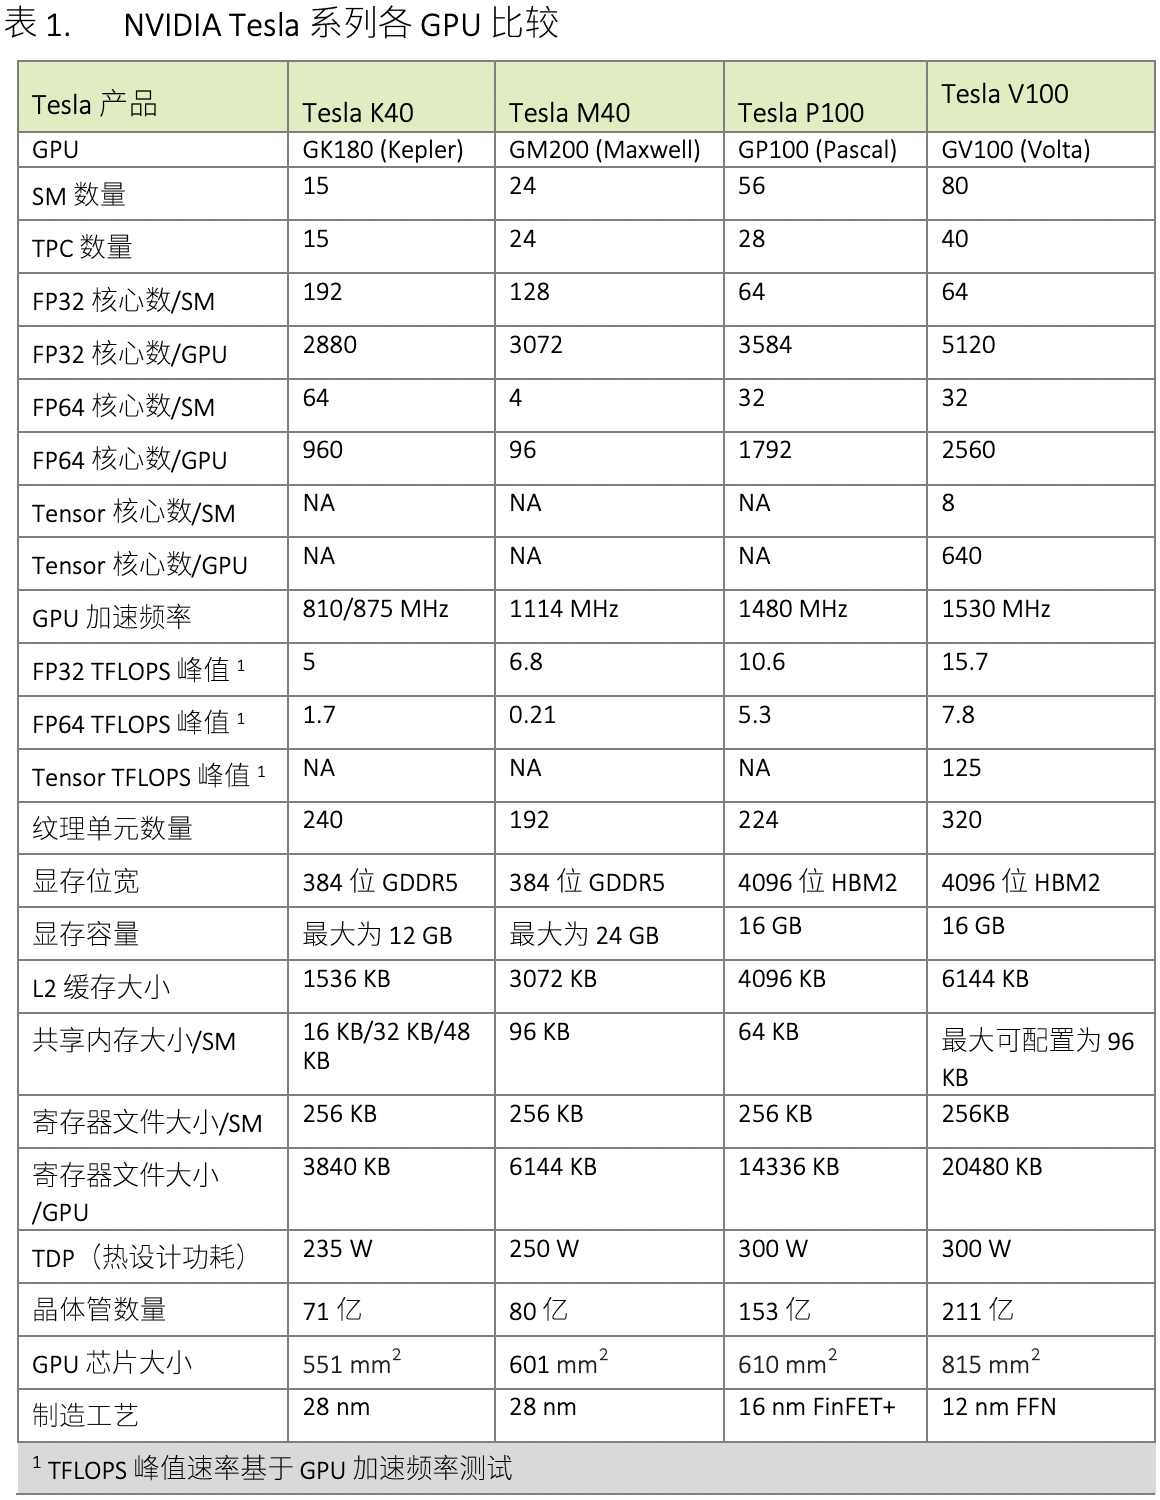 表 1. NVIDIA Tesla 系列各 GPU 比较
Tesla 产品 Tesla K40 Tesla M40 Tesla P100 Tesla V100
GPU GK180 (Kepler) GM200 (Maxwell) GP100 (Pascal) GV100 (Volta)
SM 数量 15 24 56 80
TPC 数量 15 24 28 40
FP32 核心数/SM 192 128 64 64
FP32 核心数/GPU 2880 3072 3584 5120
FP64 核心数/SM 64 4 32 32
FP64 核心数/GPU 960 96 1792 2560
Tensor 核心数/SM NA NA NA 8
Tensor 核心数/GPU NA NA NA 640
GPU 加速频率 810/875 MHz 1114 MHz 1480 MHz 1530 MHz
FP32 TFLOPS 峰值 ¹ 5 6.8 10.6 15.7
FP64 TFLOPS 峰值 ¹ 1.7 0.21 5.3 7.8
Tensor TFLOPS 峰值 ¹ NA NA NA 125
纹理单元数量 240 192 224 320
显存位宽 384 位 GDDR5 384 位 GDDR5 4096 位 HBM2 4096 位 HBM2
显存容量 最大为 12 GB 最大为 24 GB 16 GB 16 GB
L2 缓存大小 1536 KB 3072 KB 4096 KB 6144 KB
共享内存大小/SM 16 KB/32 KB/48 96 KB 64 KB 最大可配置为 96
KB KB
寄存器文件大小/SM 256 KB 256 KB 256 KB 256KB
寄存器文件大小 3840 KB 6144 KB 14336 KB 20480 KB
/GPU
TDP（热设计功耗） 235 W 250 W 300 W 300 W
晶体管数量 71 亿 80 亿 153 亿 211 亿
GPU 芯片大小 551 mm² 601 mm² 610 mm² 815 mm²
制造工艺 28 nm 28 nm 16 nm FinFET+ 12 nm FFN
¹ TFLOPS 峰值速率基于 GPU 加速频率测试